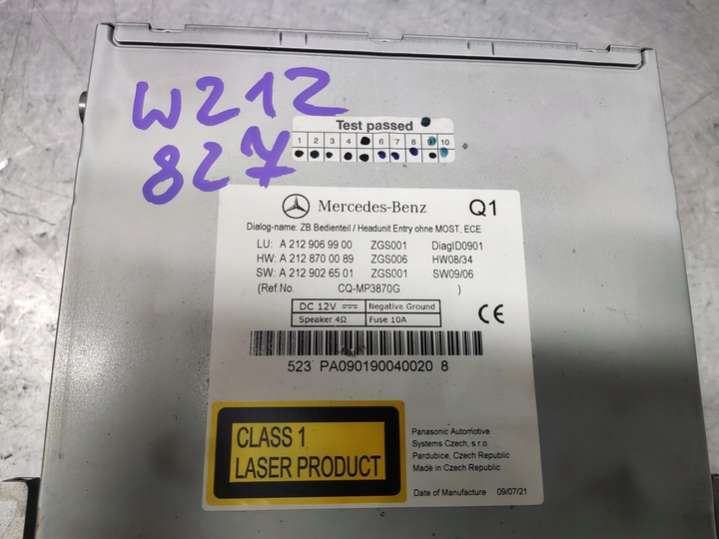 W212
827
Test passed
1 2 3 4 5 6 7 8 9 10
Mercedes-Benz Q1
Dialog-name: ZB Bedienteil / Headunit Entry ohne MOST, ECE
LU: A 212 906 99 00 ZGS001 DiagID0901
HW: A 212 870 00 89 ZGS006 HW08/34
SW: A 212 902 65 01 ZGS001 SW09/06
(Ref No. CQ-MP3870G )
DC 12V Negative Ground
Speaker 4Ω Fuse 10A
CE
523 PA090190040020 8
CLASS 1
LASER PRODUCT
Panasonic Automotive
Systems Czech, s.r.o.
Pardubice, Czech Republic
Made in Czech Republic
Date of Manufacture 09/07/21